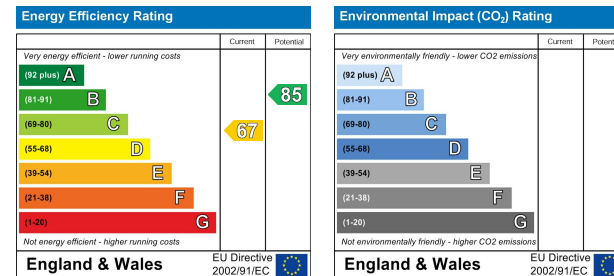 Energy Efficiency Rating
Current Potential
Very energy efficient - lower running costs
(92 plus) A
(81-91) B
85
(69-80) C
67
(55-68) D
(39-54) E
(21-38) F
(1-20) G
Not energy efficient - higher running costs
England & Wales
EU Directive
2002/91/EC
Environmental Impact (CO₂) Rating
Current Potent
Very environmentally friendly - lower CO2 emissions
(92 plus) A
(81-91) B
(69-80) C
(55-68) D
(39-54) E
(21-38) F
(1-20) G
Not environmentally friendly - higher CO2 emissions
England & Wales
EU Directive
2002/91/EC